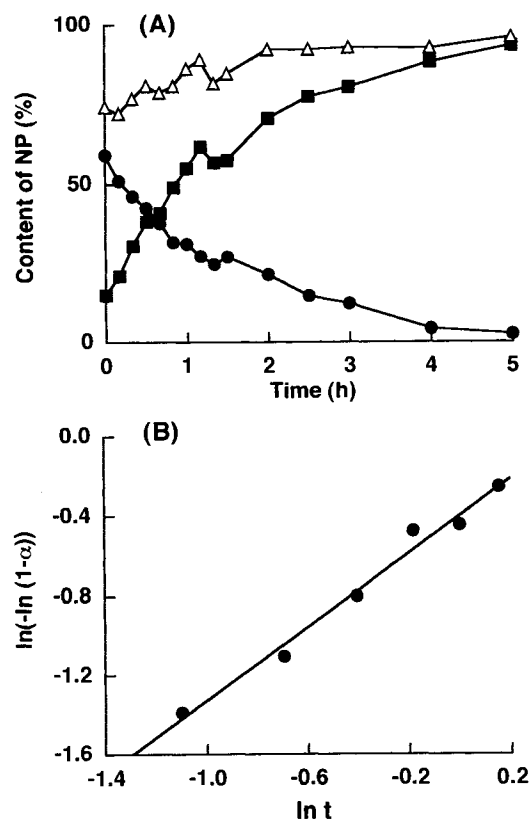 (A)
100
50
0
Content of NP (%)
0 1 2 3 4 5
Time (h)
(B)
0.0
-0.4
-0.8
-1.2
-1.6
ln(-ln (1-α))
-1.4 -1.0 -0.6 -0.2 0.2
ln t